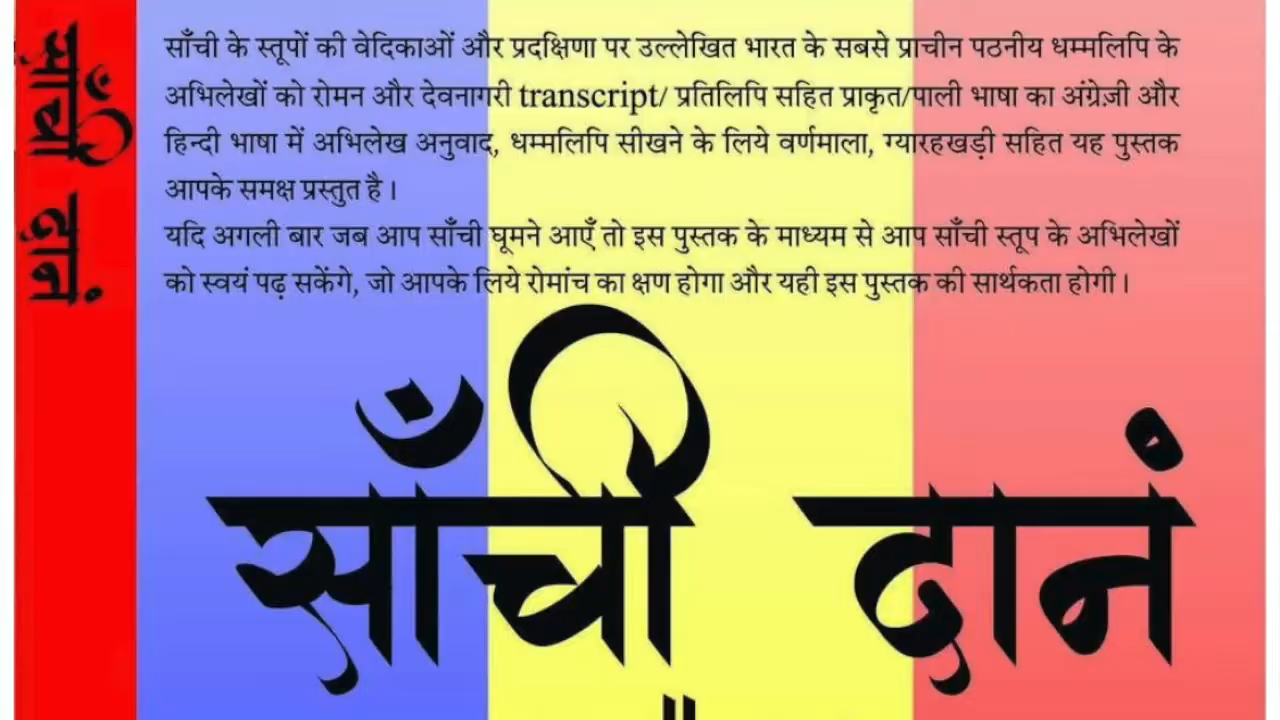 साँची दानं
साँची के स्तूपों की वेदिकाओं और प्रदक्षिणा पर उल्लेखित भारत के सबसे प्राचीन पठनीय धम्मलिपि के
अभिलेखों को रोमन और देवनागरी transcript/ प्रतिलिपि सहित प्राकृत/पाली भाषा का अंग्रेज़ी और
हिन्दी भाषा में अभिलेख अनुवाद, धम्मलिपि सीखने के लिये वर्णमाला, ग्यारहखड़ी सहित यह पुस्तक
आपके समक्ष प्रस्तुत है।
यदि अगली बार जब आप साँची घूमने आएँ तो इस पुस्तक के माध्यम से आप साँची स्तूप के अभिलेखों
को स्वयं पढ़ सकेंगे, जो आपके लिये रोमांच का क्षण होगा और यही इस पुस्तक की सार्थकता होगी।
साँची दानं